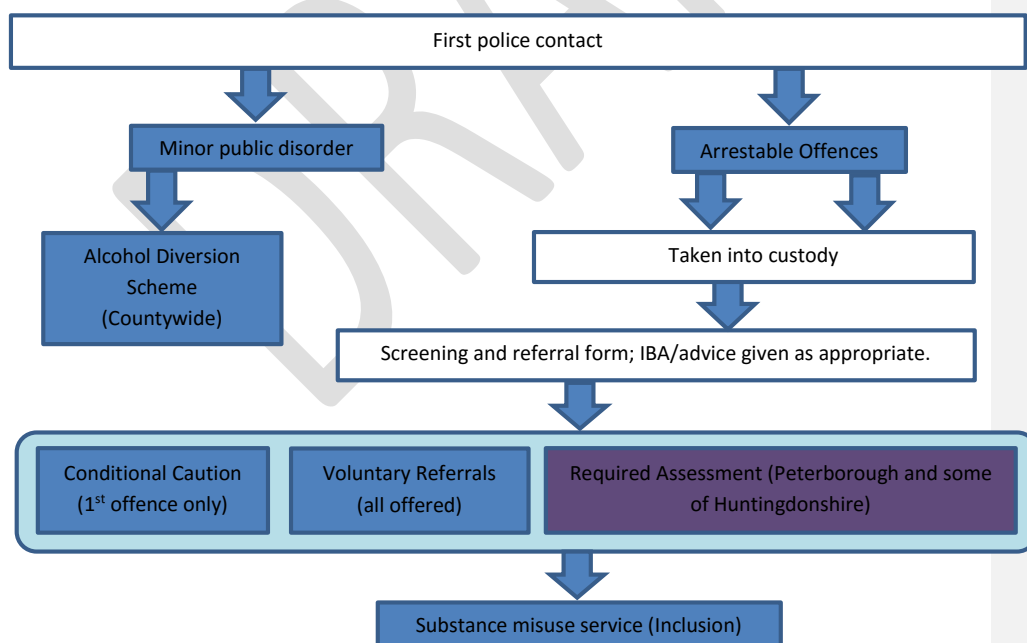 First police contact
Minor public disorder
Arrestable Offences
Alcohol Diversion
Scheme
(Countywide)
Taken into custody
Screening and referral form; IBA/advice given as appropriate.
Conditional Caution
(1st offence only)
Voluntary Referrals
(all offered)
Required Assessment (Peterborough and some
of Huntingdonshire)
Substance misuse service (Inclusion)
DRA